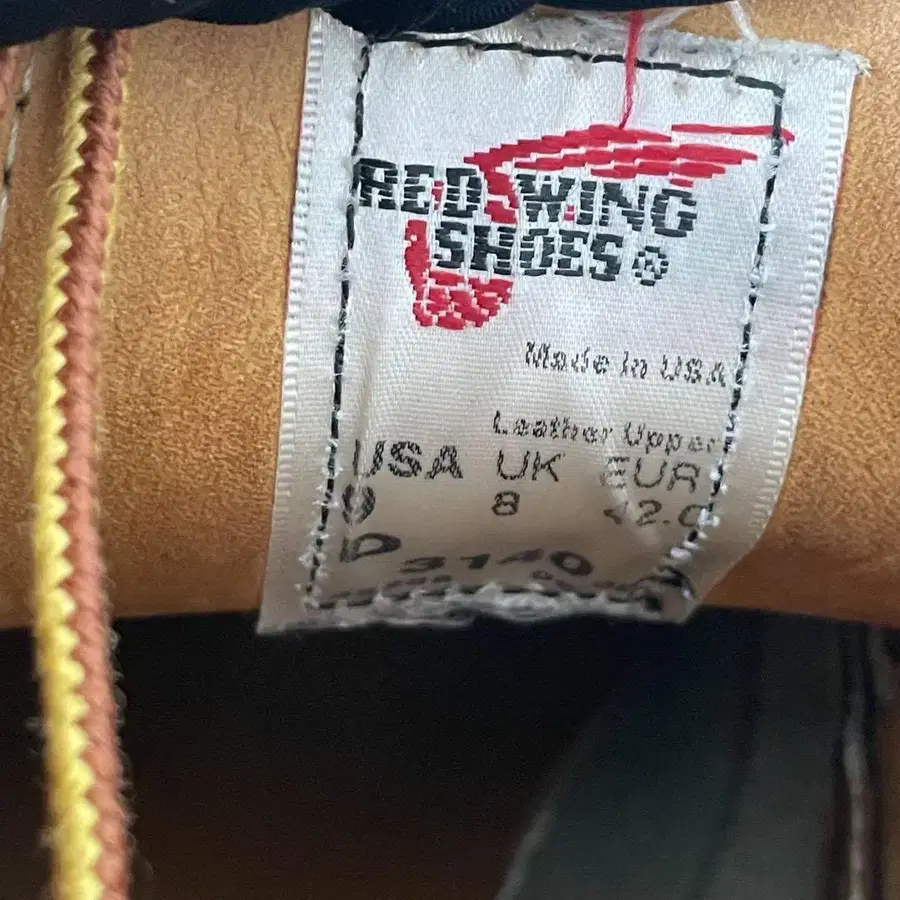 RED WING
SHOES®
Made in USA
Leather Upper
USA UK EUR
9 8 42.0
D 3140